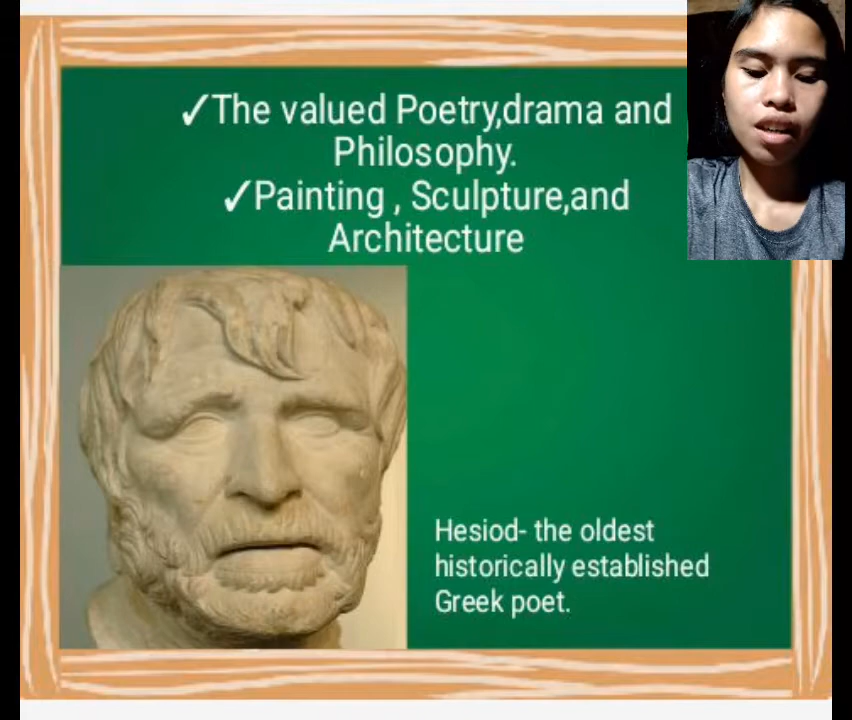 ✓The valued Poetry,drama and
Philosophy.
✓Painting , Sculpture,and
Architecture
Hesiod- the oldest
historically established
Greek poet.